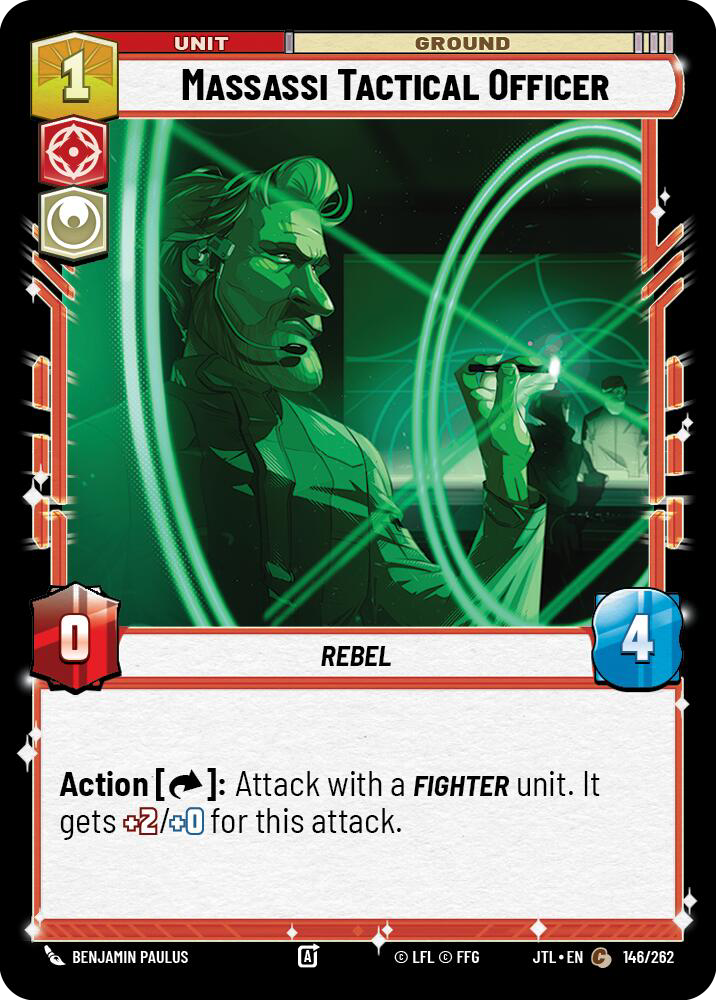 UNIT GROUND
1
MASSASSI TACTICAL OFFICER
0
REBEL
4
Action [ ]: Attack with a FIGHTER unit. It
gets +2/+0 for this attack.
BENJAMIN PAULUS A © LFL © FFG JTL • EN C 146/262